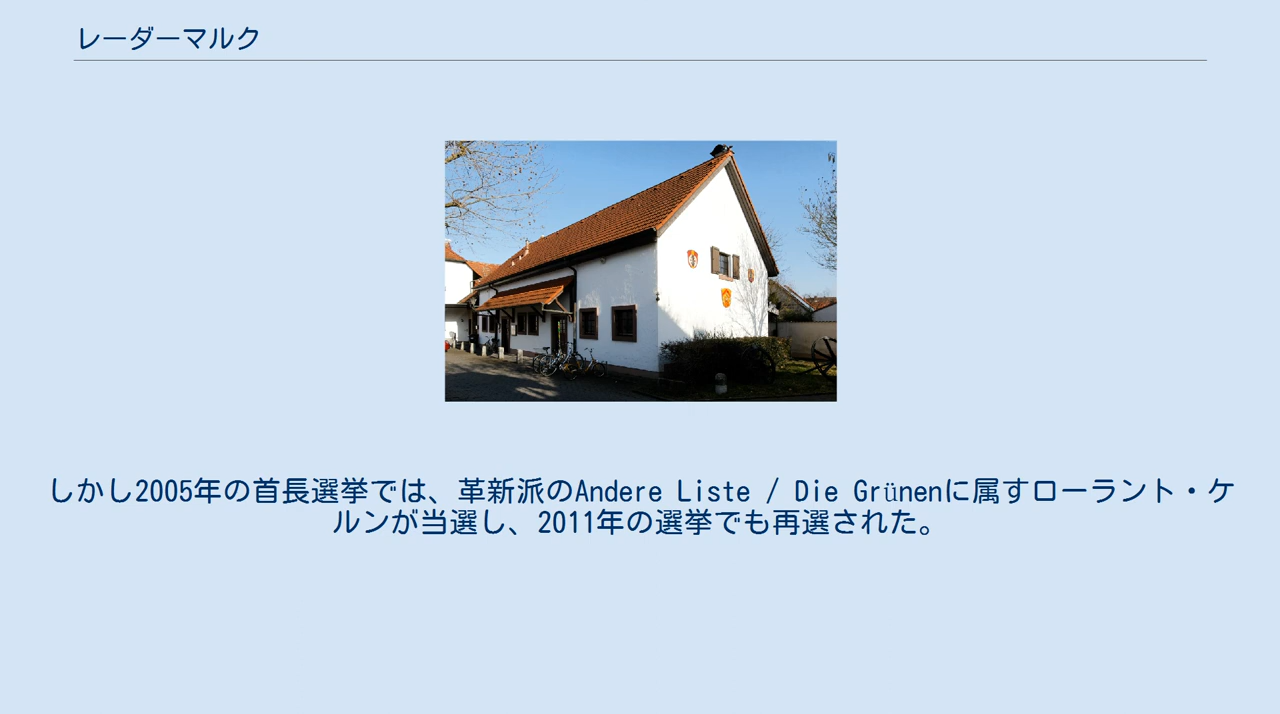 レーダーマルク
しかし2005年の首長選挙では、革新派のAndere Liste / Die Grünenに属すローラント・ケ
ルンが当選し、2011年の選挙でも再選された。